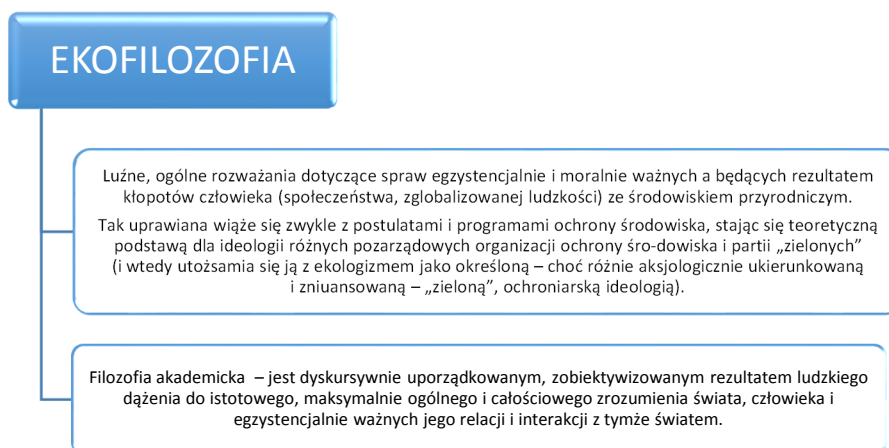 EKOFILOZOFIA
Luźne, ogólne rozważania dotyczące spraw egzystencjalnie i moralnie ważnych a będących rezultatem
kłopotów człowieka (społeczeństwa, zglobalizowanej ludzkości) ze środowiskiem przyrodniczym.
Tak uprawiana wiąże się zwykle z postulatami i programami ochrony środowiska, stając się teoretyczną
podstawą dla ideologii różnych pozarządowych organizacji ochrony śro-dowiska i partii „zielonych”
(i wtedy utożsamia się ją z ekologizmem jako określoną – choć różnie aksjologicznie ukierunkowaną
i zniuansowaną – „zieloną”, ochroniarską ideologią).
Filozofia akademicka – jest dyskursywnie uporządkowanym, zobiektywizowanym rezultatem ludzkiego
dążenia do istotowego, maksymalnie ogólnego i całościowego zrozumienia świata, człowieka i
egzystencjalnie ważnych jego relacji i interakcji z tymże światem.